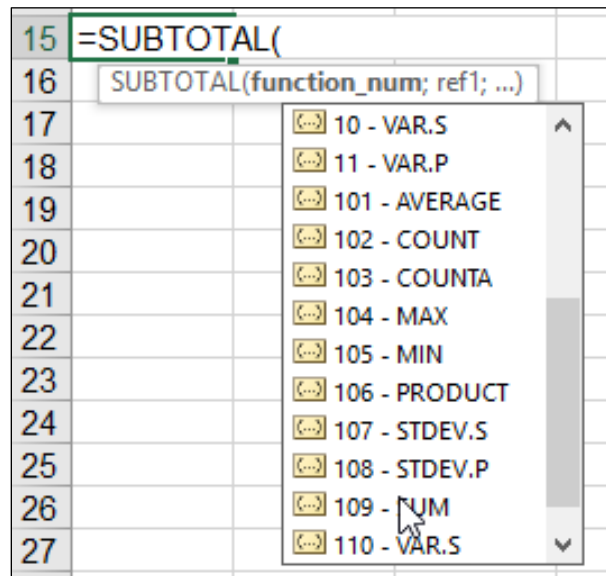 15 =SUBTOTAL(
16 SUBTOTAL(function_num; ref1; ...)
17 (...) 10 - VAR.S
18 (...) 11 - VAR.P
19 (...) 101 - AVERAGE
20 (...) 102 - COUNT
21 (...) 103 - COUNTA
22 (...) 104 - MAX
23 (...) 105 - MIN
24 (...) 106 - PRODUCT
25 (...) 107 - STDEV.S
26 (...) 108 - STDEV.P
27 (...) 109 - SUM
(...) 110 - VAR.S